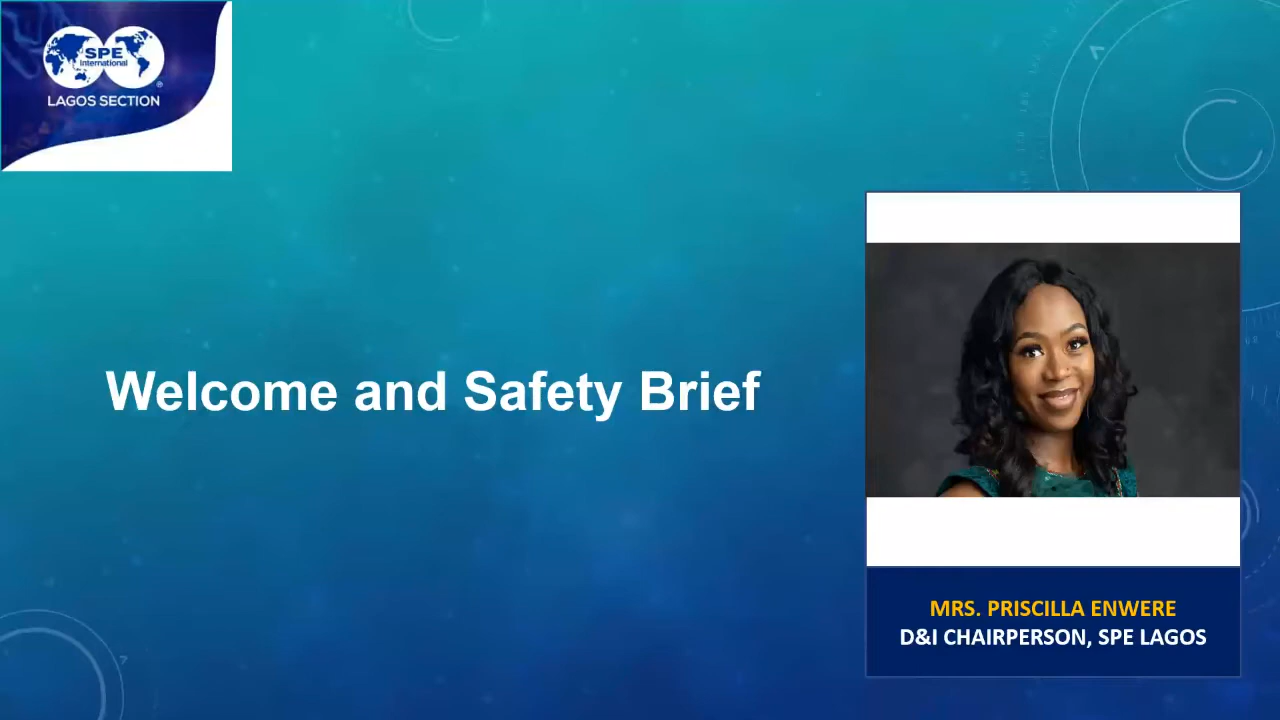 SPE
International
LAGOS SECTION
Welcome and Safety Brief
MRS. PRISCILLA ENWERE
D&I CHAIRPERSON, SPE LAGOS